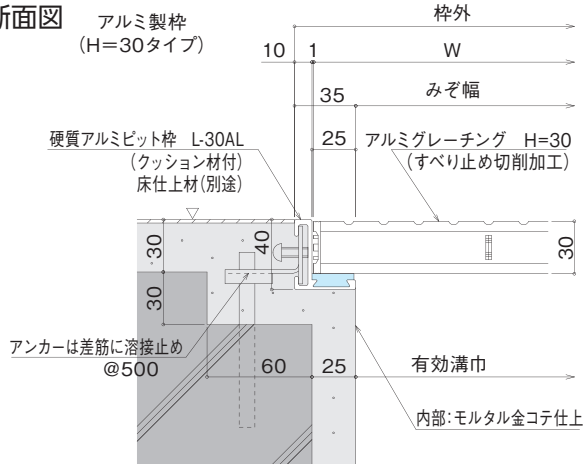 断面図
アルミ製枠
(H=30タイプ)
枠外
10 1 W
35 みぞ幅
硬質アルミピット枠 L-30AL
(クッション材付)
床仕上材(別途)
25
アルミグレーチング H=30
(すべり止め切削加工)
30
40
30
30
アンカーは差筋に溶接止め
@500
60
25
有効溝巾
内部:モルタル金コテ仕上